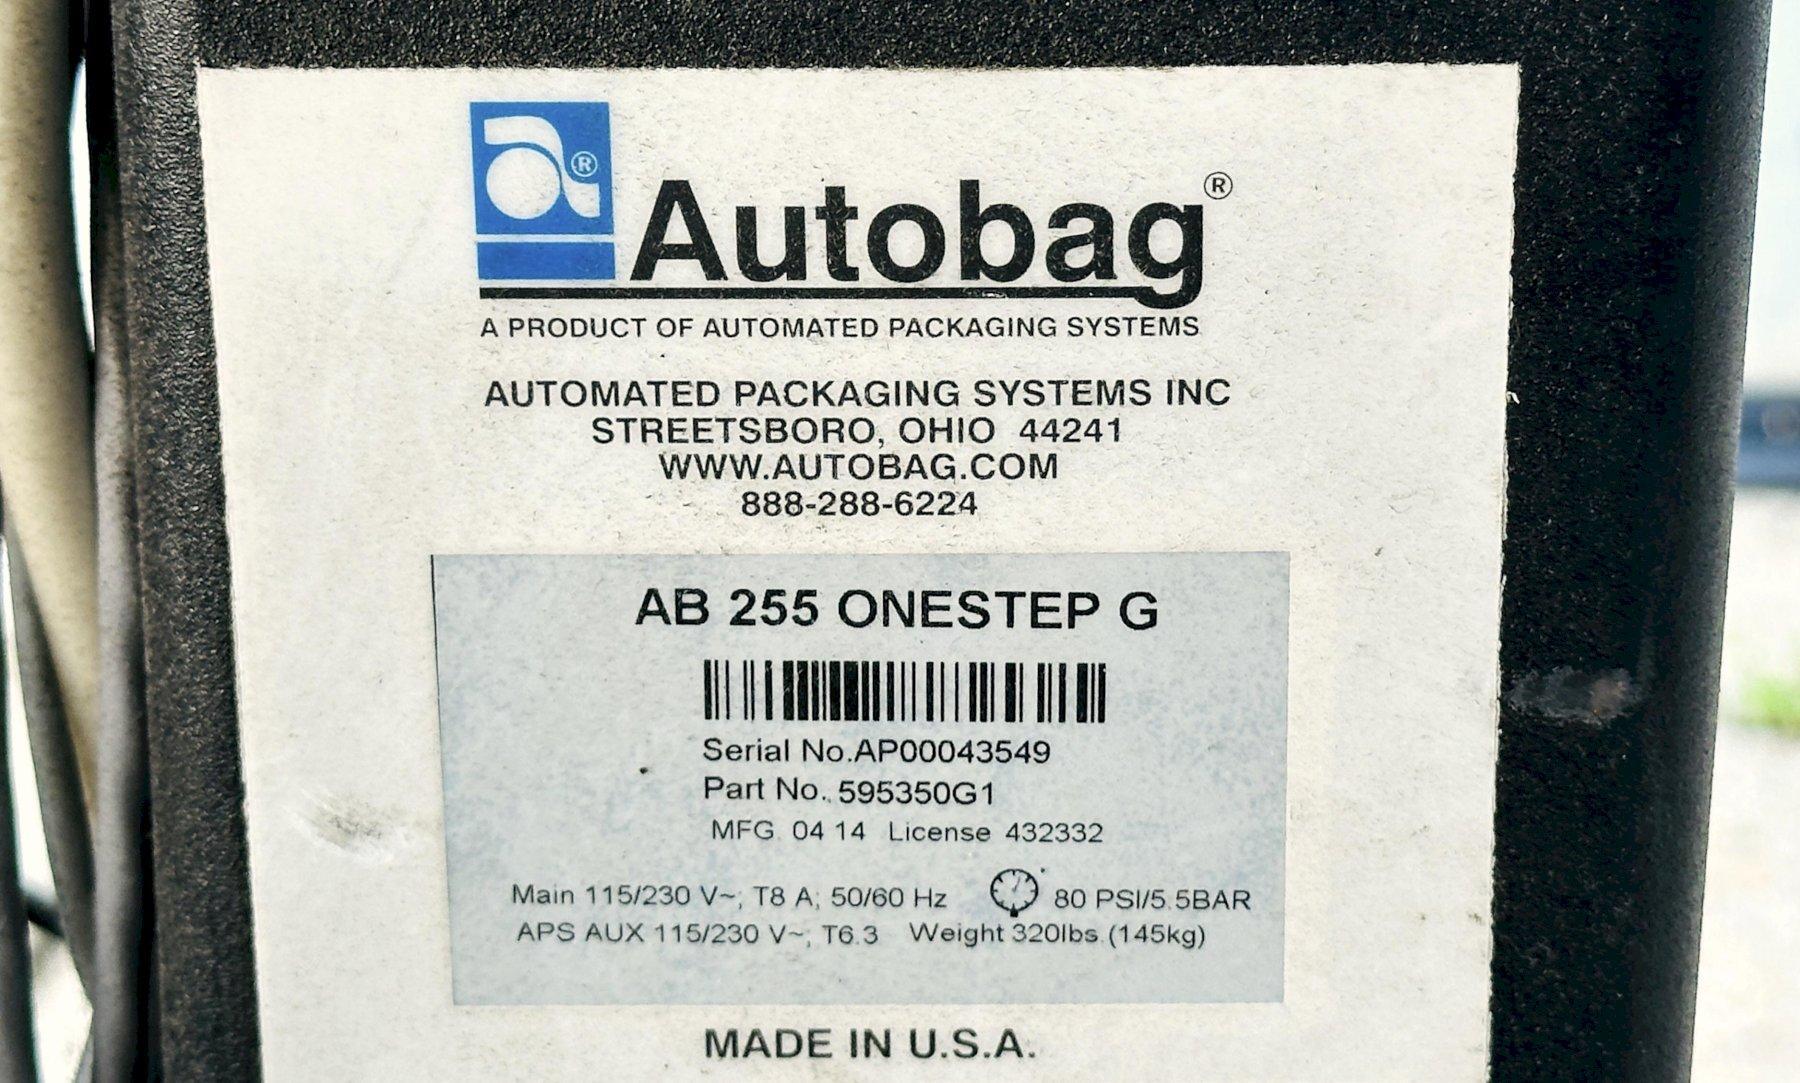 a®
Autobag®
A PRODUCT OF AUTOMATED PACKAGING SYSTEMS
AUTOMATED PACKAGING SYSTEMS INC
STREETSBORO, OHIO 44241
WWW.AUTOBAG.COM
888-288-6224
AB 255 ONESTEP G
Serial No.AP00043549
Part No. 595350G1
MFG. 04 14 License 432332
Main 115/230 V~; T8 A; 50/60 Hz 80 PSI/5.5BAR
APS AUX 115/230 V~; T6.3 Weight 320lbs.(145kg)
MADE IN U.S.A.